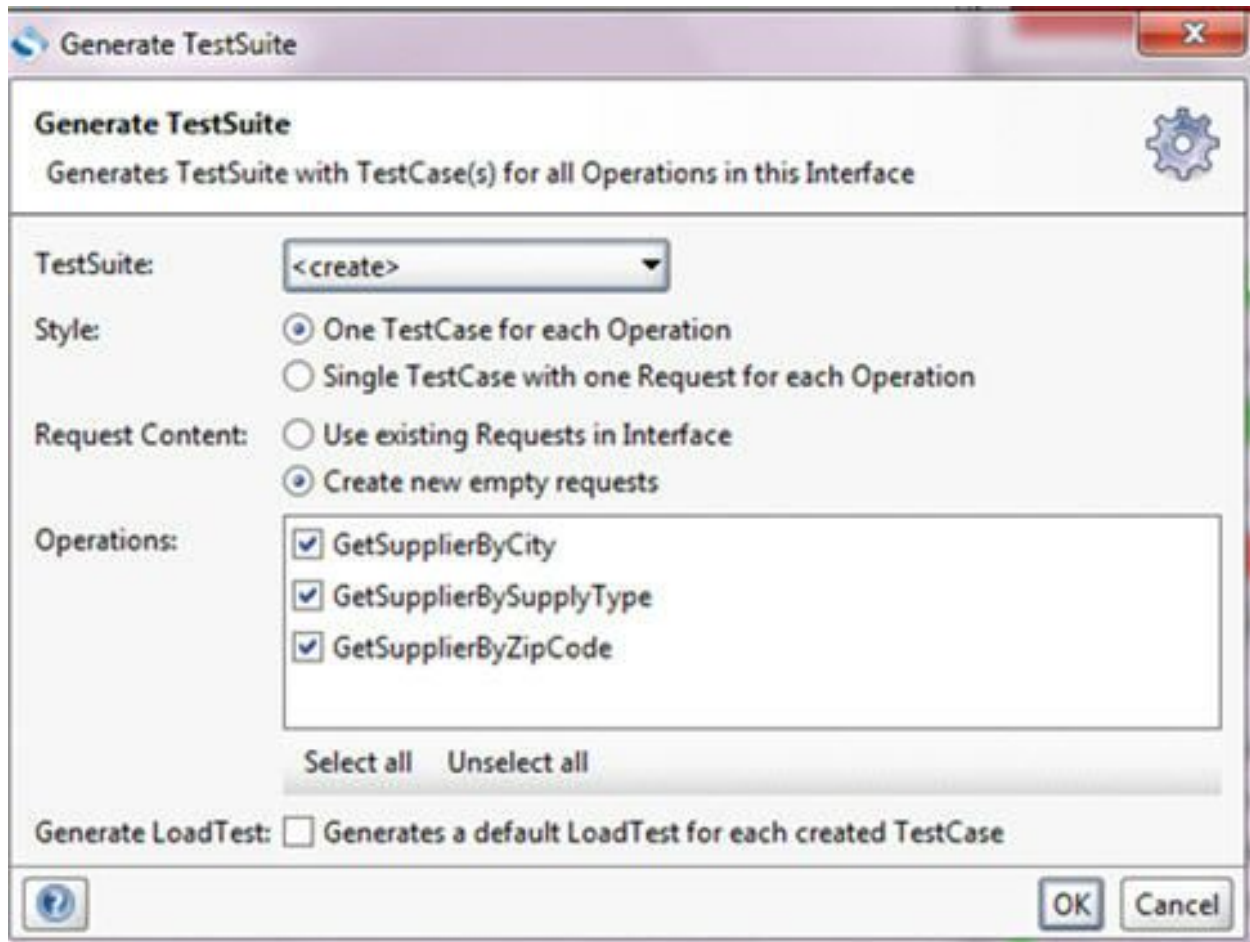 Generate TestSuite
Generate TestSuite
Generates TestSuite with TestCase(s) for all Operations in this Interface
TestSuite: <create>
Style: One TestCase for each Operation
Single TestCase with one Request for each Operation
Request Content: Use existing Requests in Interface
Create new empty requests
Operations: GetSupplierByCity
GetSupplierBySupplyType
GetSupplierByZipCode
Select all Unselect all
Generate LoadTest: Generates a default LoadTest for each created TestCase
OK Cancel